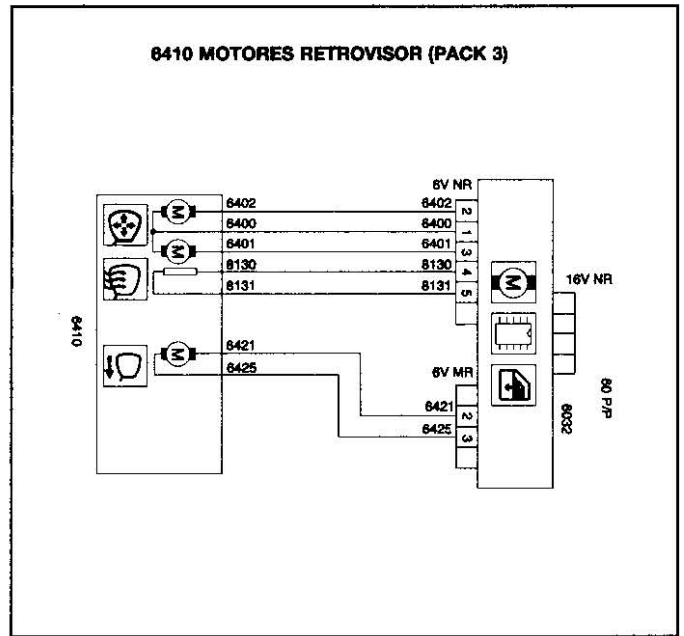 6410 MOTORES RETROVISOR (PACK 3)
6V NR
6402 6402 2
6400 6400 1
6401 6401 3
8130 8130 4
8131 8131 5
M
M
M
16V NR
6410
M
6421
6425
6V MR
6421 2
6425 3
6032
60 P/P